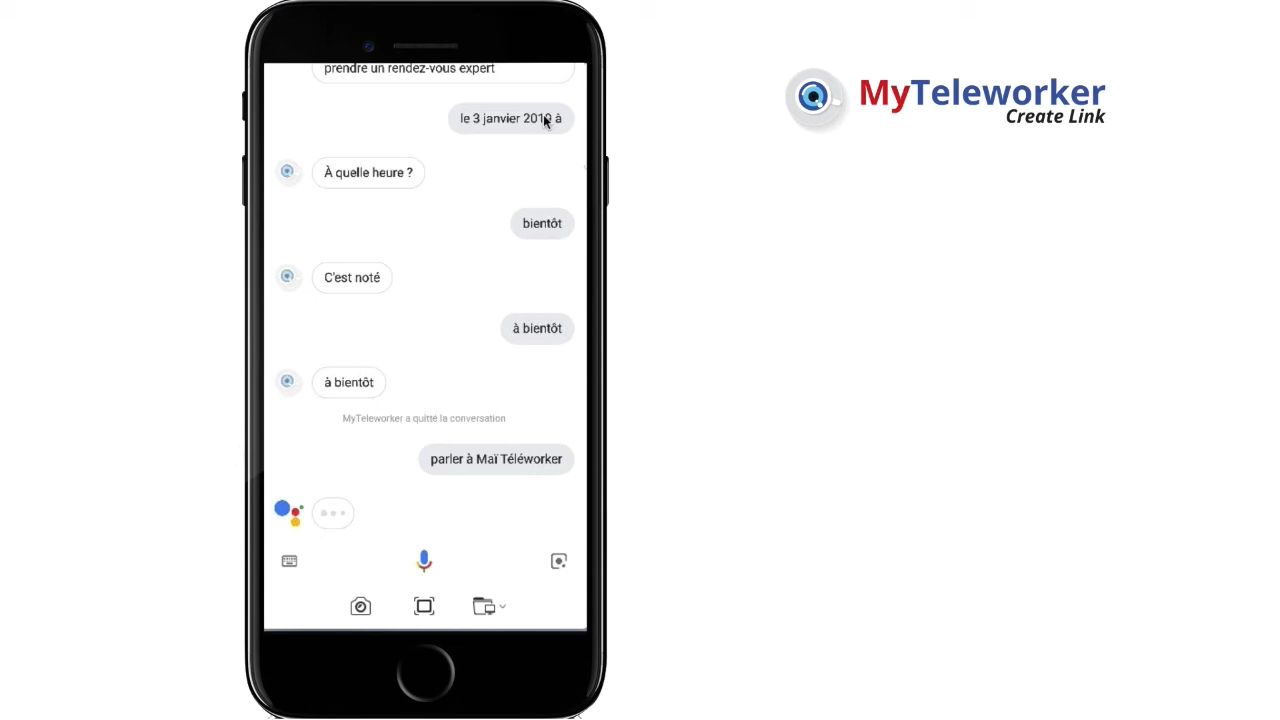 prendre un rendez-vous expert
le 3 janvier 2019 à
À quelle heure ?
bientôt
C'est noté
à bientôt
à bientôt
MyTeleworker a quitté la conversation
parler à Maï Téléworker
MyTeleworker
Create Link